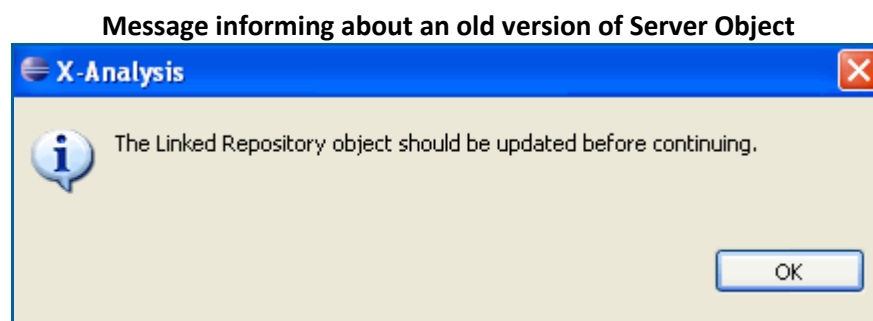 Message informing about an old version of Server Object
X-Analysis
The Linked Repository object should be updated before continuing.
OK